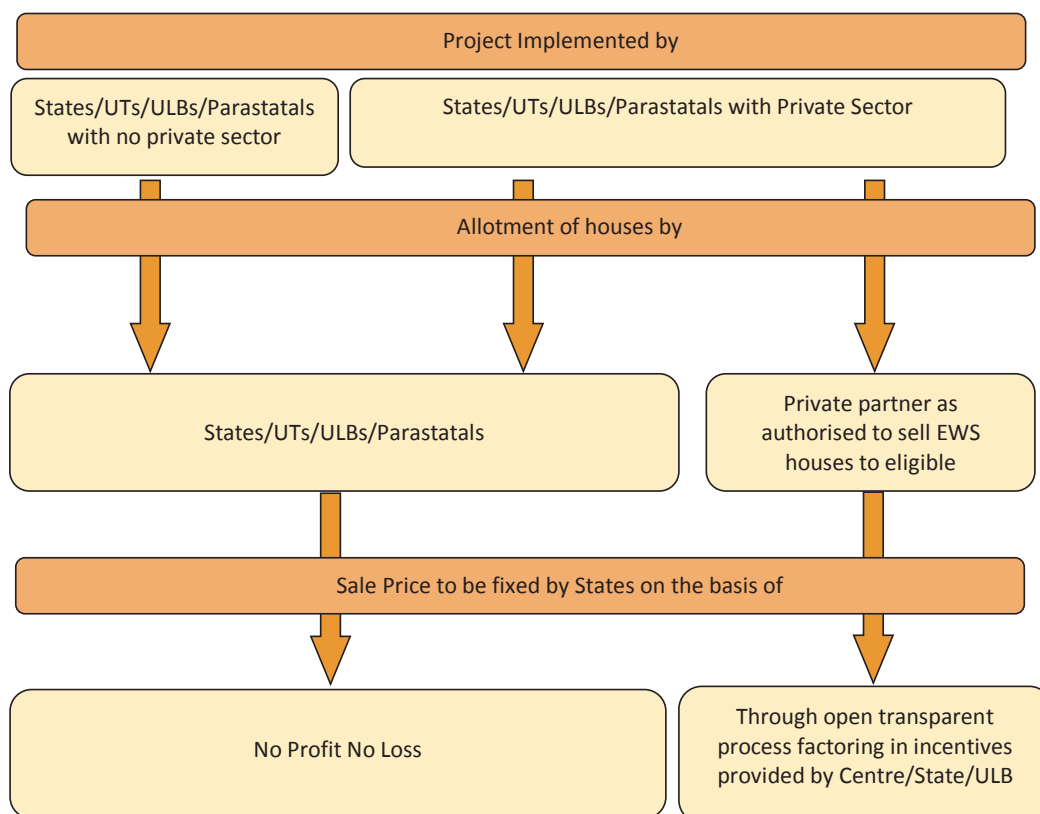 Project Implemented by
States/UTs/ULBs/Parastatals
with no private sector
States/UTs/ULBs/Parastatals with Private Sector
Allotment of houses by
States/UTs/ULBs/Parastatals
Private partner as
authorised to sell EWS
houses to eligible
Sale Price to be fixed by States on the basis of
No Profit No Loss
Through open transparent
process factoring in incentives
provided by Centre/State/ULB